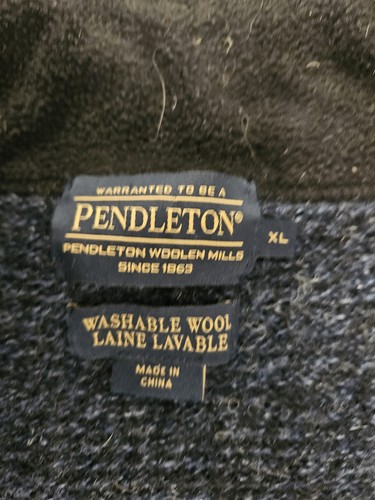 WARRANTED TO BE A
PENDLETON®
PENDLETON WOOLEN MILLS
SINCE 1863
XL
WASHABLE WOOL
LAINE LAVABLE
MADE IN
CHINA